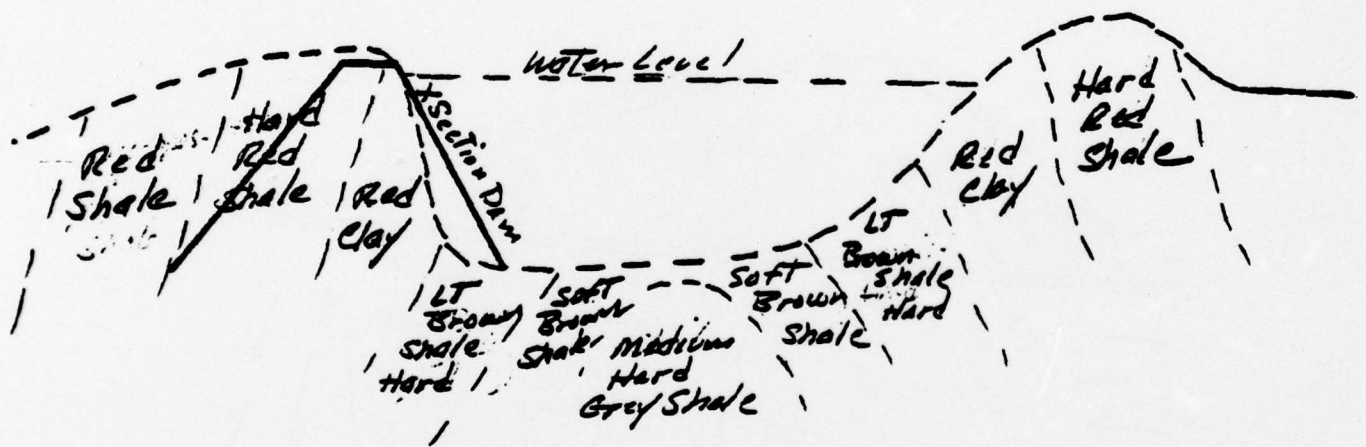 Water Level
Hard
Red
Shale
Red
Shale
Hard
Red
Shale
Red
Clay
Section Dam
Red
Clay
LT
Brown
Shale
Hard
LT
Brown
Shale
Hard
Soft
Brown
Shale
Medium
Hard
Grey Shale
Soft
Brown
Shale